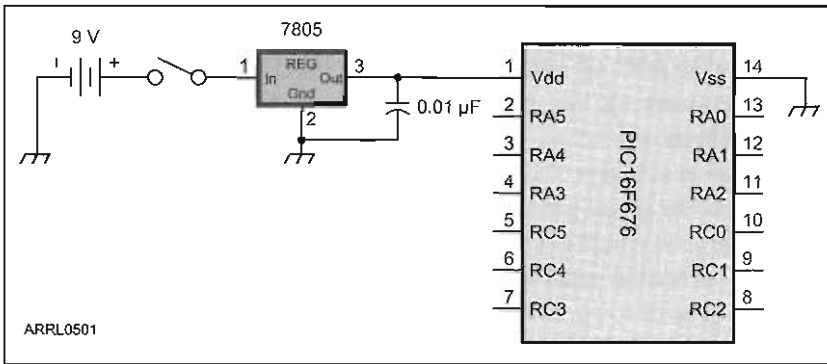 9 V
7805
− +
1 In REG Out 3
Gnd
2
0.01 µF
PIC16F676
1 Vdd
2 RA5
3 RA4
4 RA3
5 RC5
6 RC4
7 RC3
Vss 14
RA0 13
RA1 12
RA2 11
RC0 10
RC1 9
RC2 8
ARRL0501